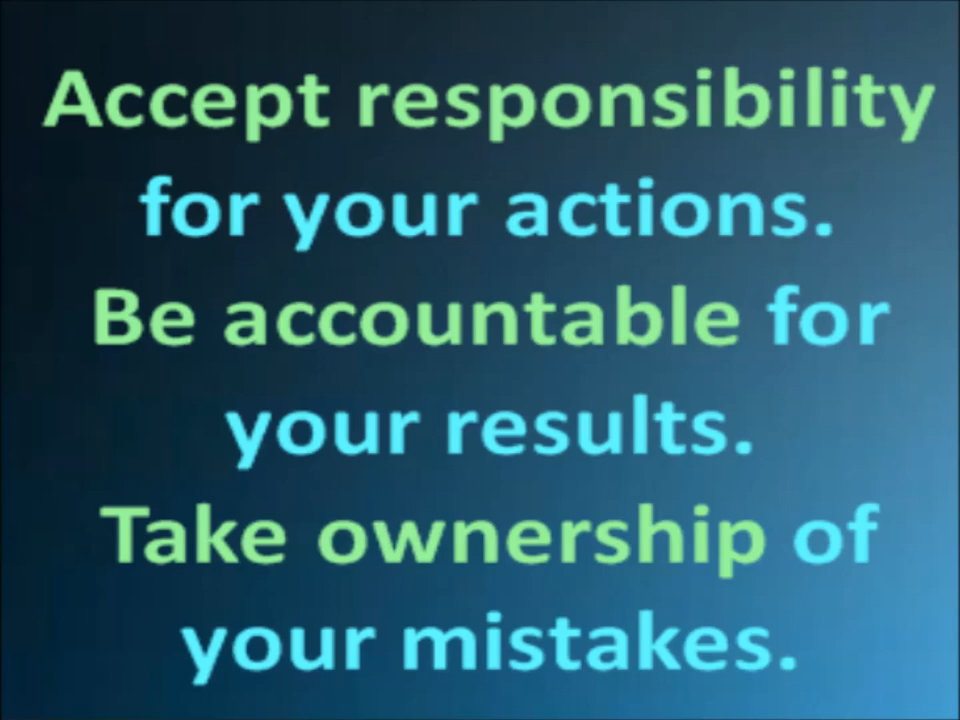 Accept responsibility
for your actions.
Be accountable for
your results.
Take ownership of
your mistakes.